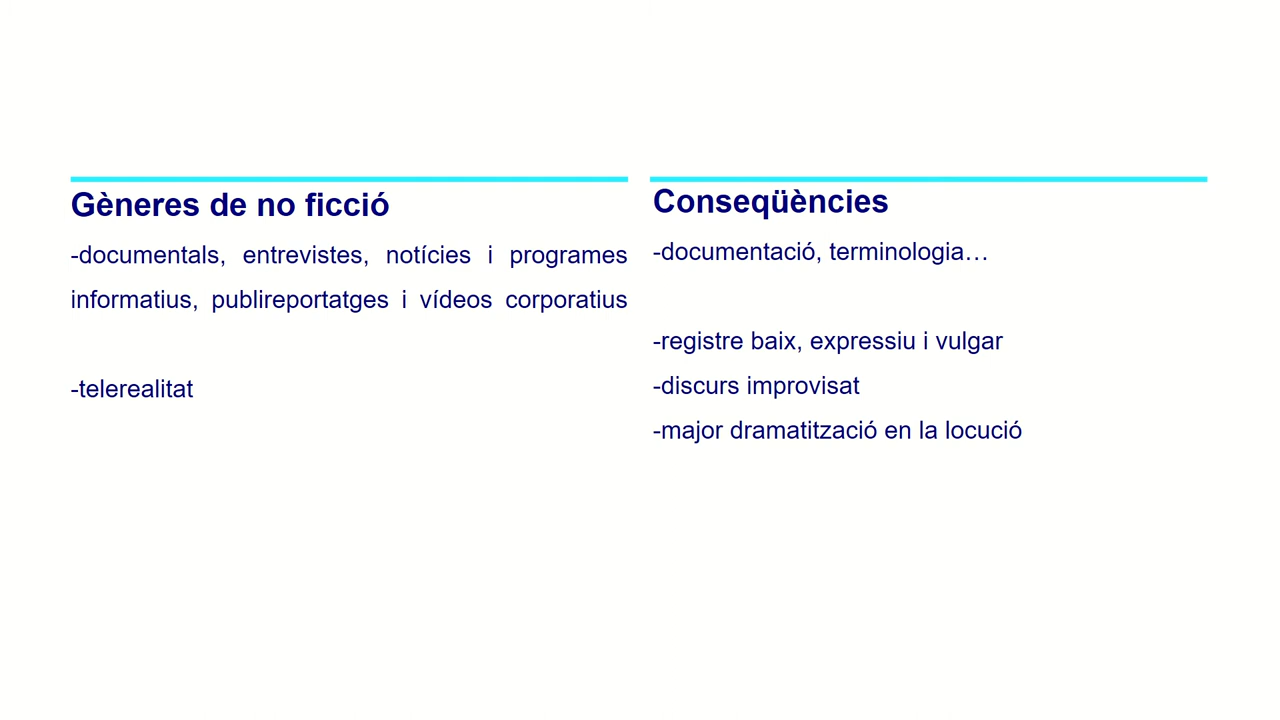 Gèneres de no ficció
-documentals, entrevistes, notícies i programes
informatius, publireportatges i vídeos corporatius
-telerealitat
Conseqüències
-documentació, terminologia…
-registre baix, expressiu i vulgar
-discurs improvisat
-major dramatització en la locució